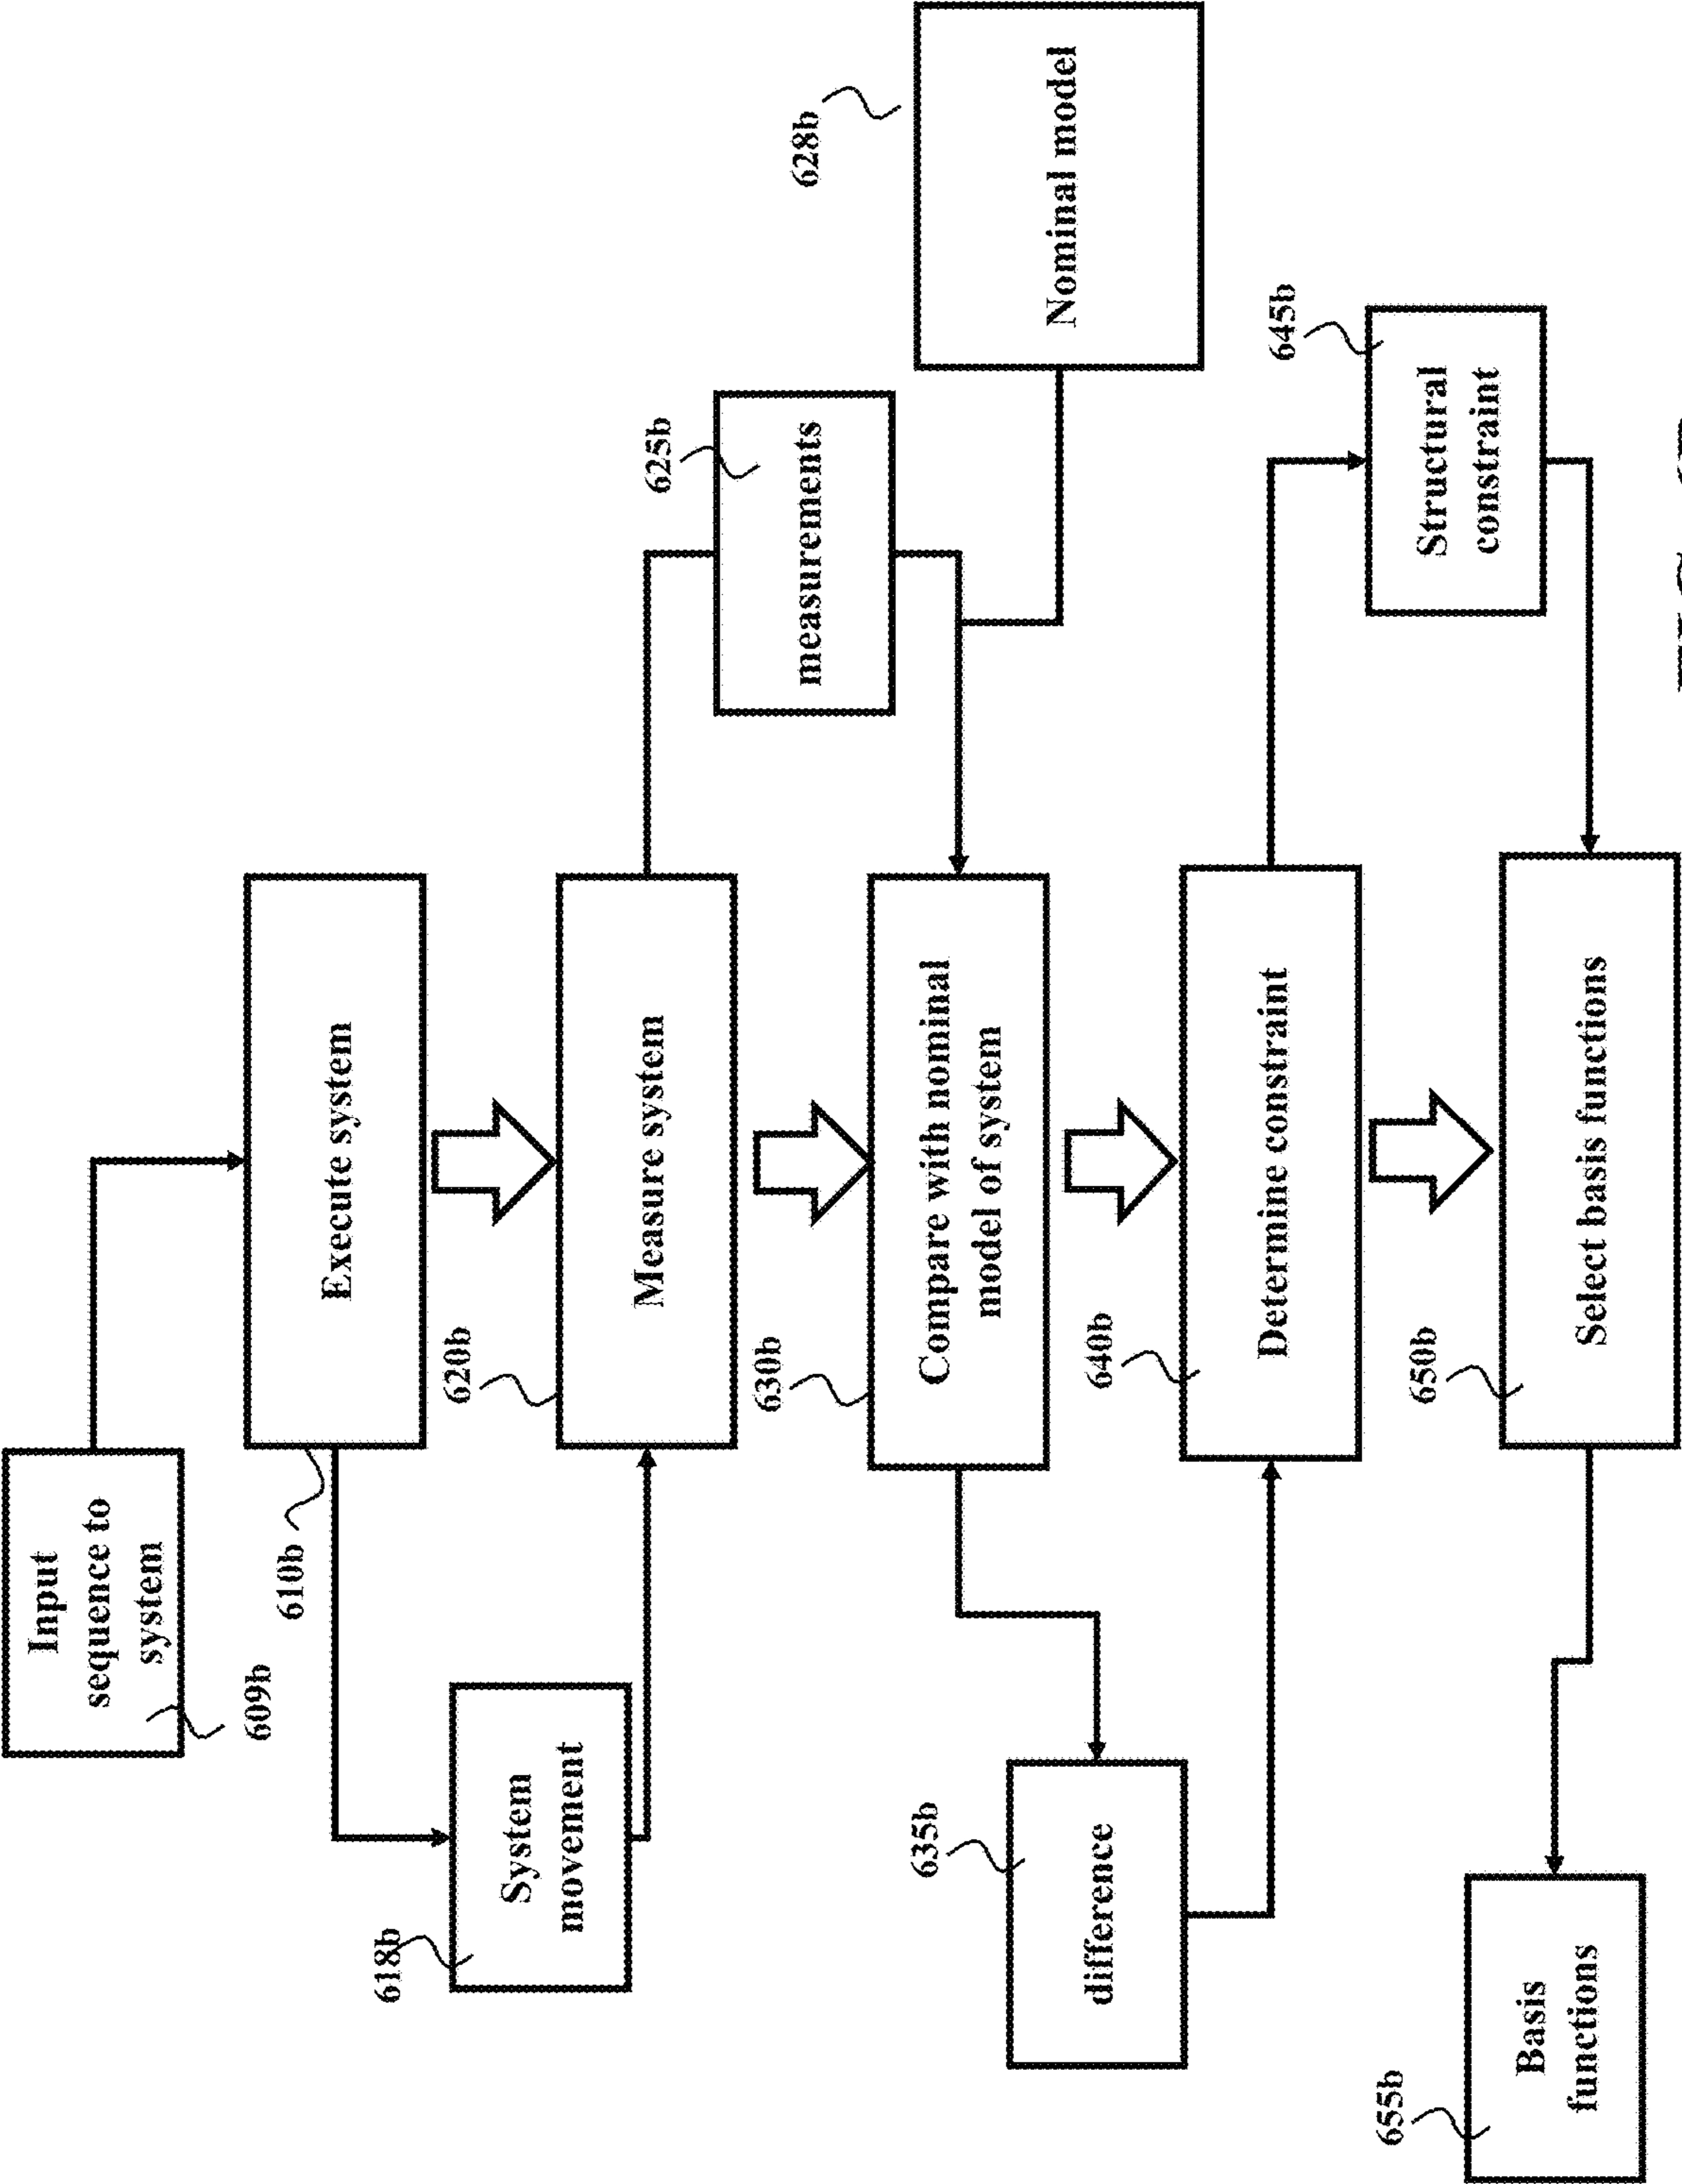 Input
sequence to
system
609b
610b
Execute system
618b
System
movement
620b
Measure system
625b
measurements
628b
Nominal model
630b
Compare with nominal
model of system
635b
difference
640b
Determine constraint
645b
Structural
constraint
650b
Select basis functions
655b
Basis
functions